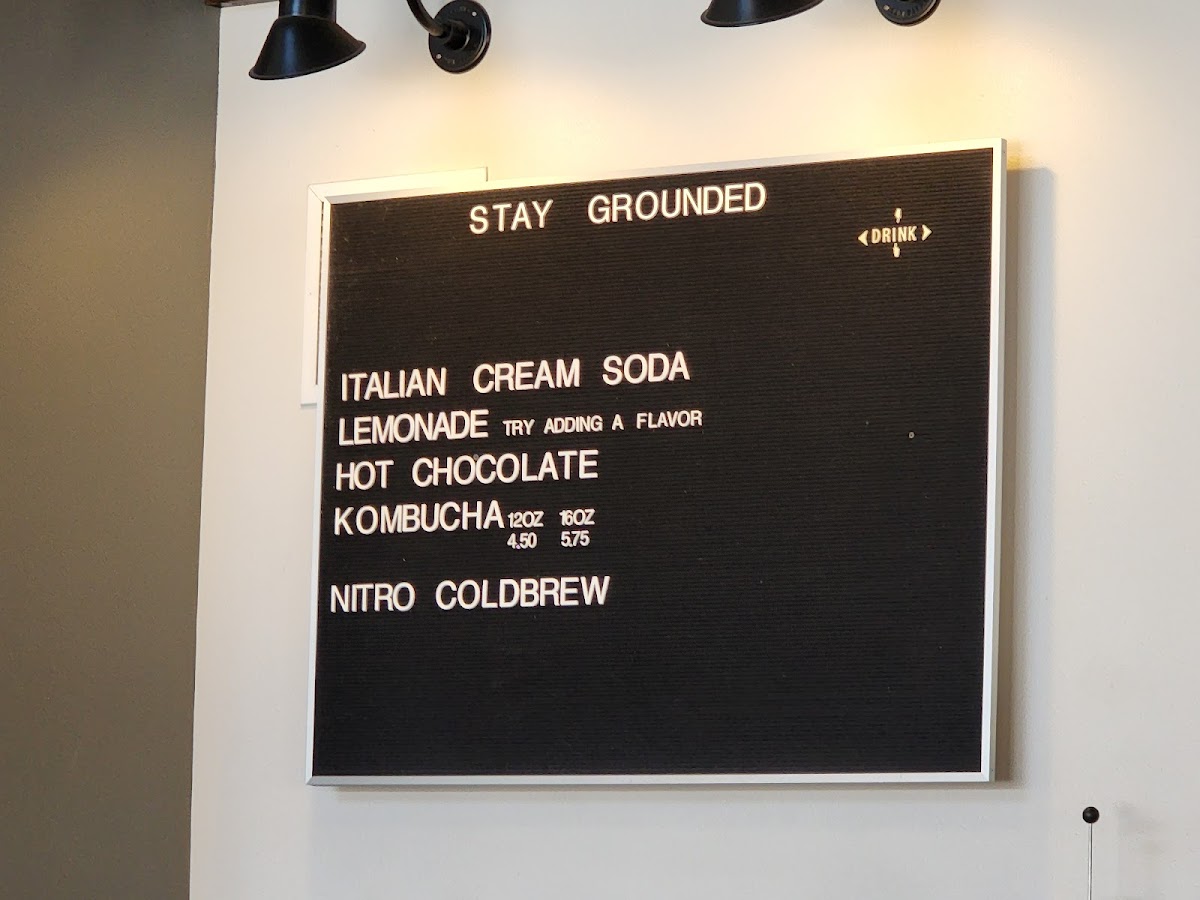 STAY GROUNDED
DRINK
ITALIAN CREAM SODA
LEMONADE TRY ADDING A FLAVOR
HOT CHOCOLATE
KOMBUCHA 12OZ 16OZ
4.50 5.75
NITRO COLDBREW